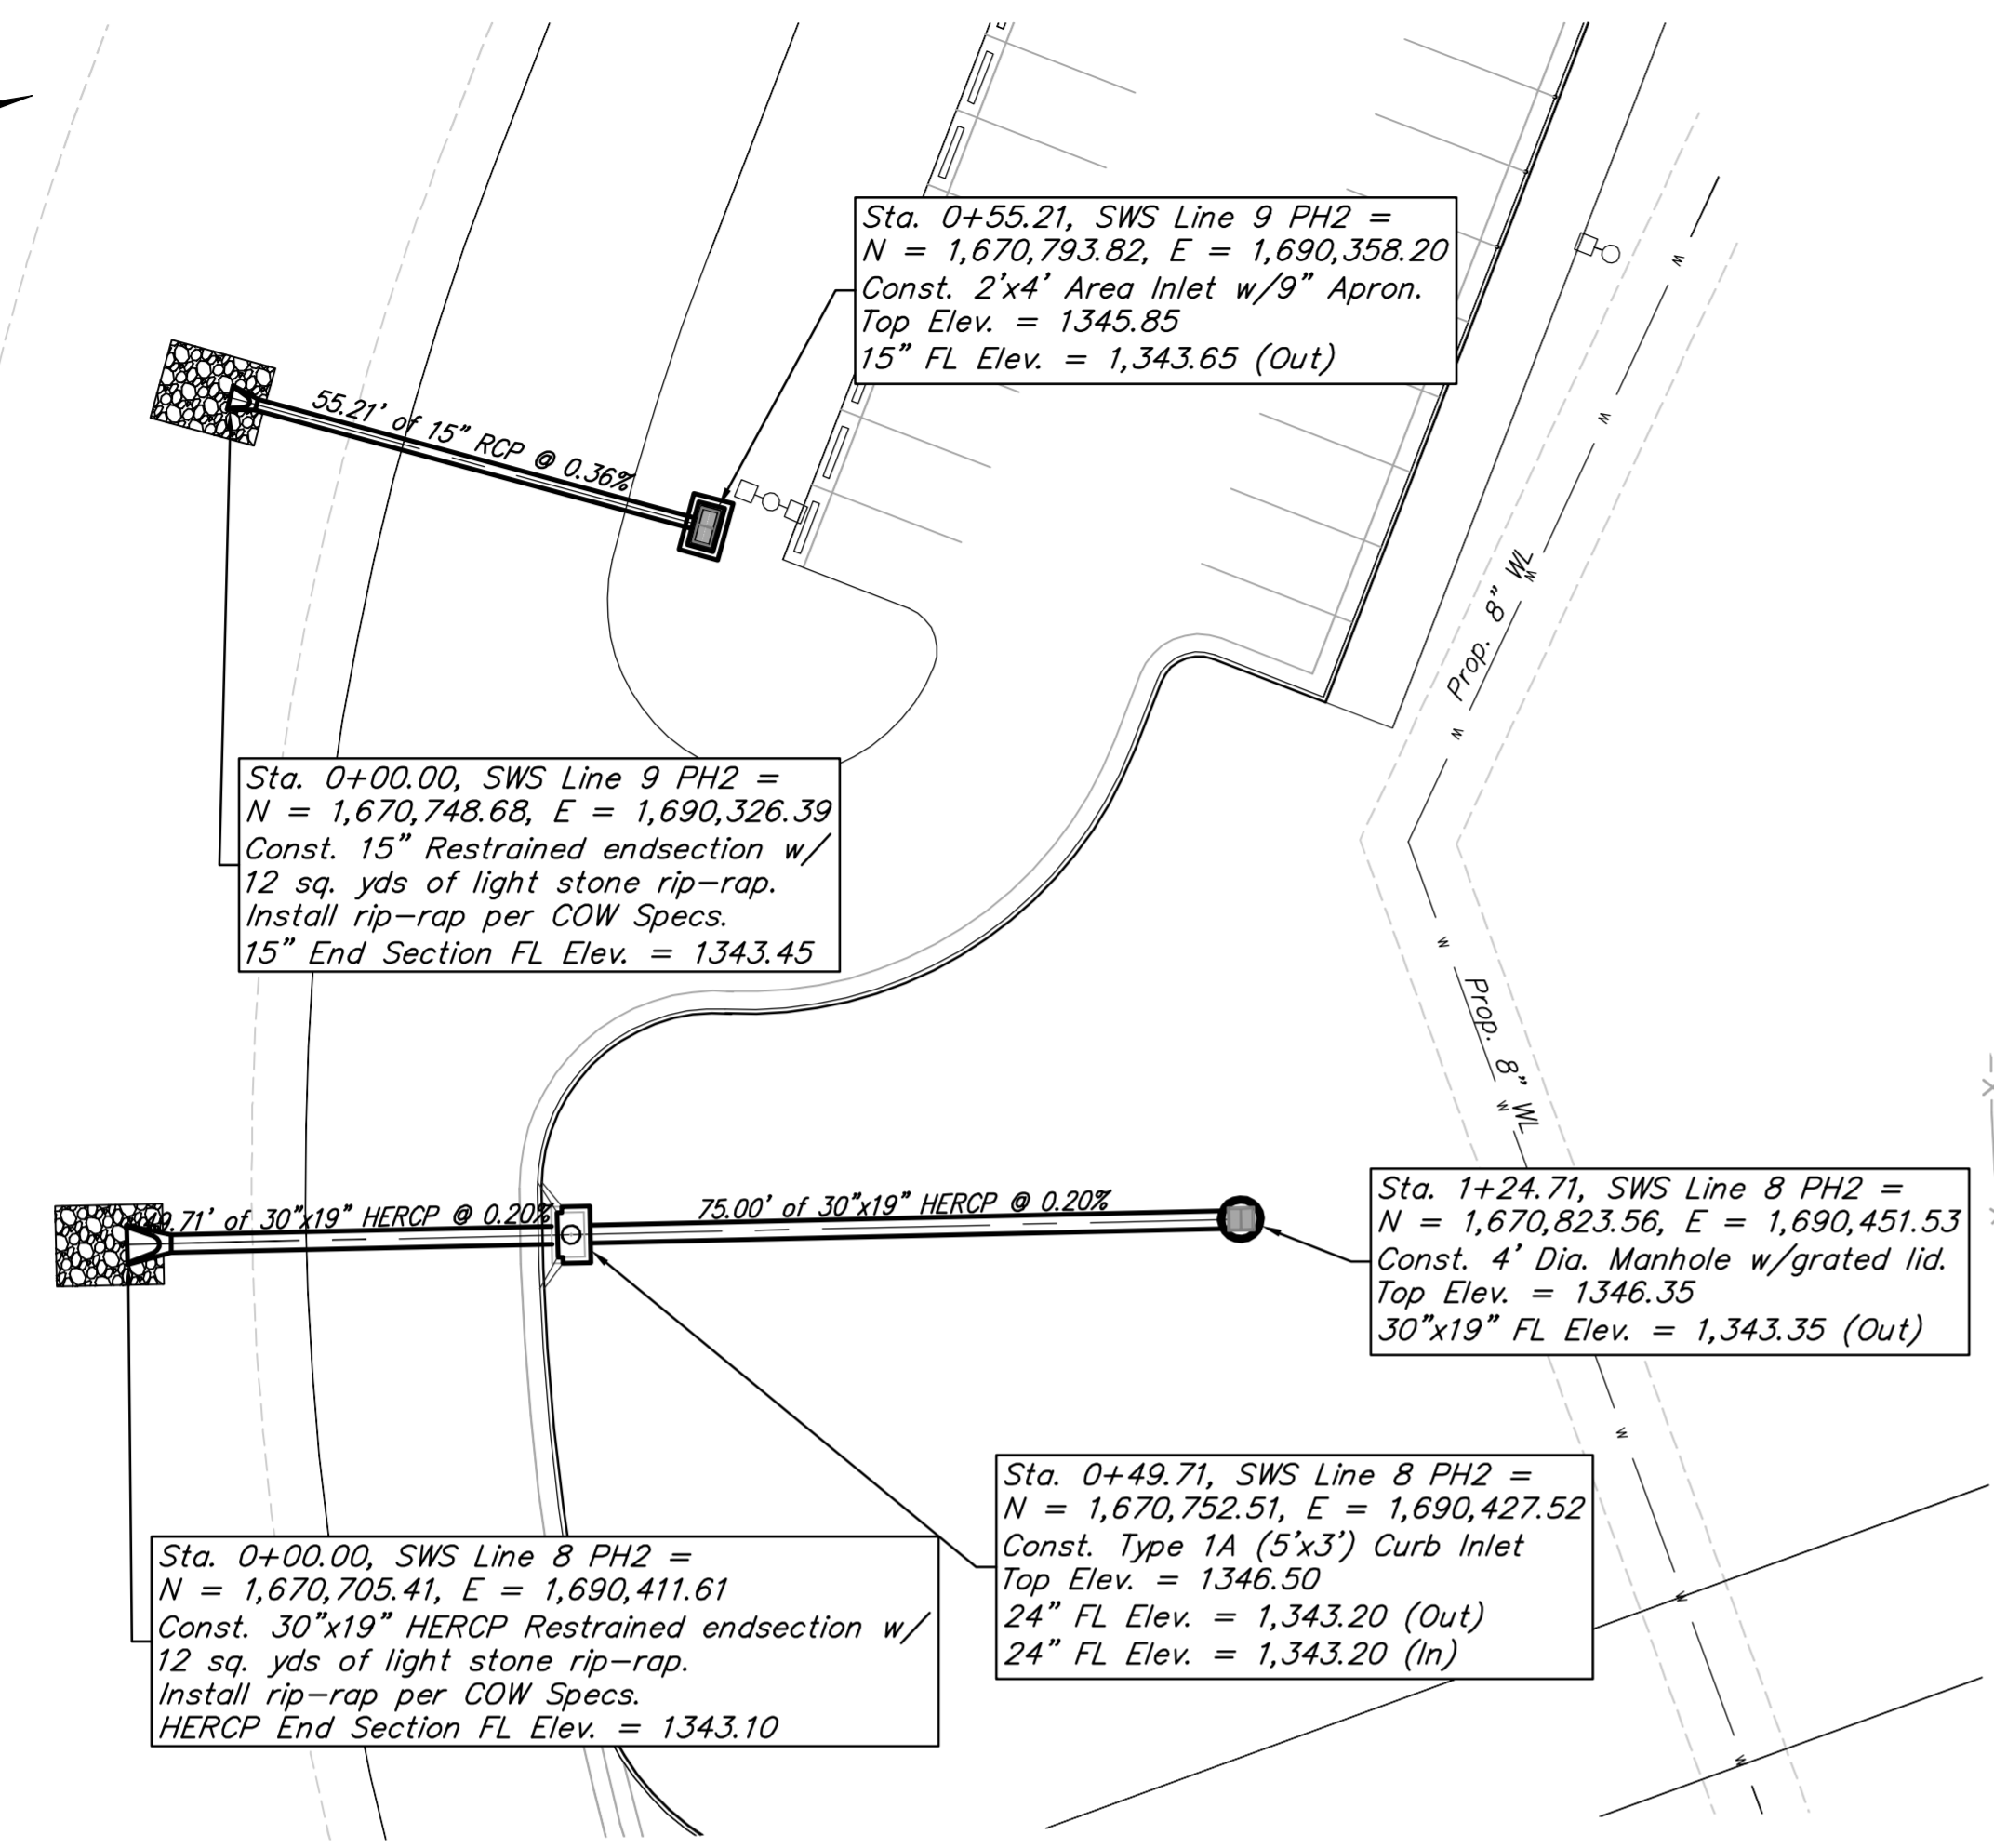 Sta. 0+55.21, SWS Line 9 PH2 =
N = 1,670,793.82, E = 1,690,358.20
Const. 2'x4' Area Inlet w/9" Apron.
Top Elev. = 1345.85
15" FL Elev. = 1,343.65 (Out)
55.21' of 15" RCP @ 0.36%
Prop. 8" WL
W
W
W
W
Sta. 0+00.00, SWS Line 9 PH2 =
N = 1,670,748.68, E = 1,690,326.39
Const. 15" Restrained endsection w/
12 sq. yds of light stone rip-rap.
Install rip-rap per COW Specs.
15" End Section FL Elev. = 1343.45
W
Prop. 8" WL
W
49.71' of 30"x19" HERCP @ 0.20%
75.00' of 30"x19" HERCP @ 0.20%
Sta. 1+24.71, SWS Line 8 PH2 =
N = 1,670,823.56, E = 1,690,451.53
Const. 4' Dia. Manhole w/grated lid.
Top Elev. = 1346.35
30"x19" FL Elev. = 1,343.35 (Out)
W
Sta. 0+49.71, SWS Line 8 PH2 =
N = 1,670,752.51, E = 1,690,427.52
Const. Type 1A (5'x3') Curb Inlet
Top Elev. = 1346.50
24" FL Elev. = 1,343.20 (Out)
24" FL Elev. = 1,343.20 (In)
W
W
Sta. 0+00.00, SWS Line 8 PH2 =
N = 1,670,705.41, E = 1,690,411.61
Const. 30"x19" HERCP Restrained endsection w/
12 sq. yds of light stone rip-rap.
Install rip-rap per COW Specs.
HERCP End Section FL Elev. = 1343.10